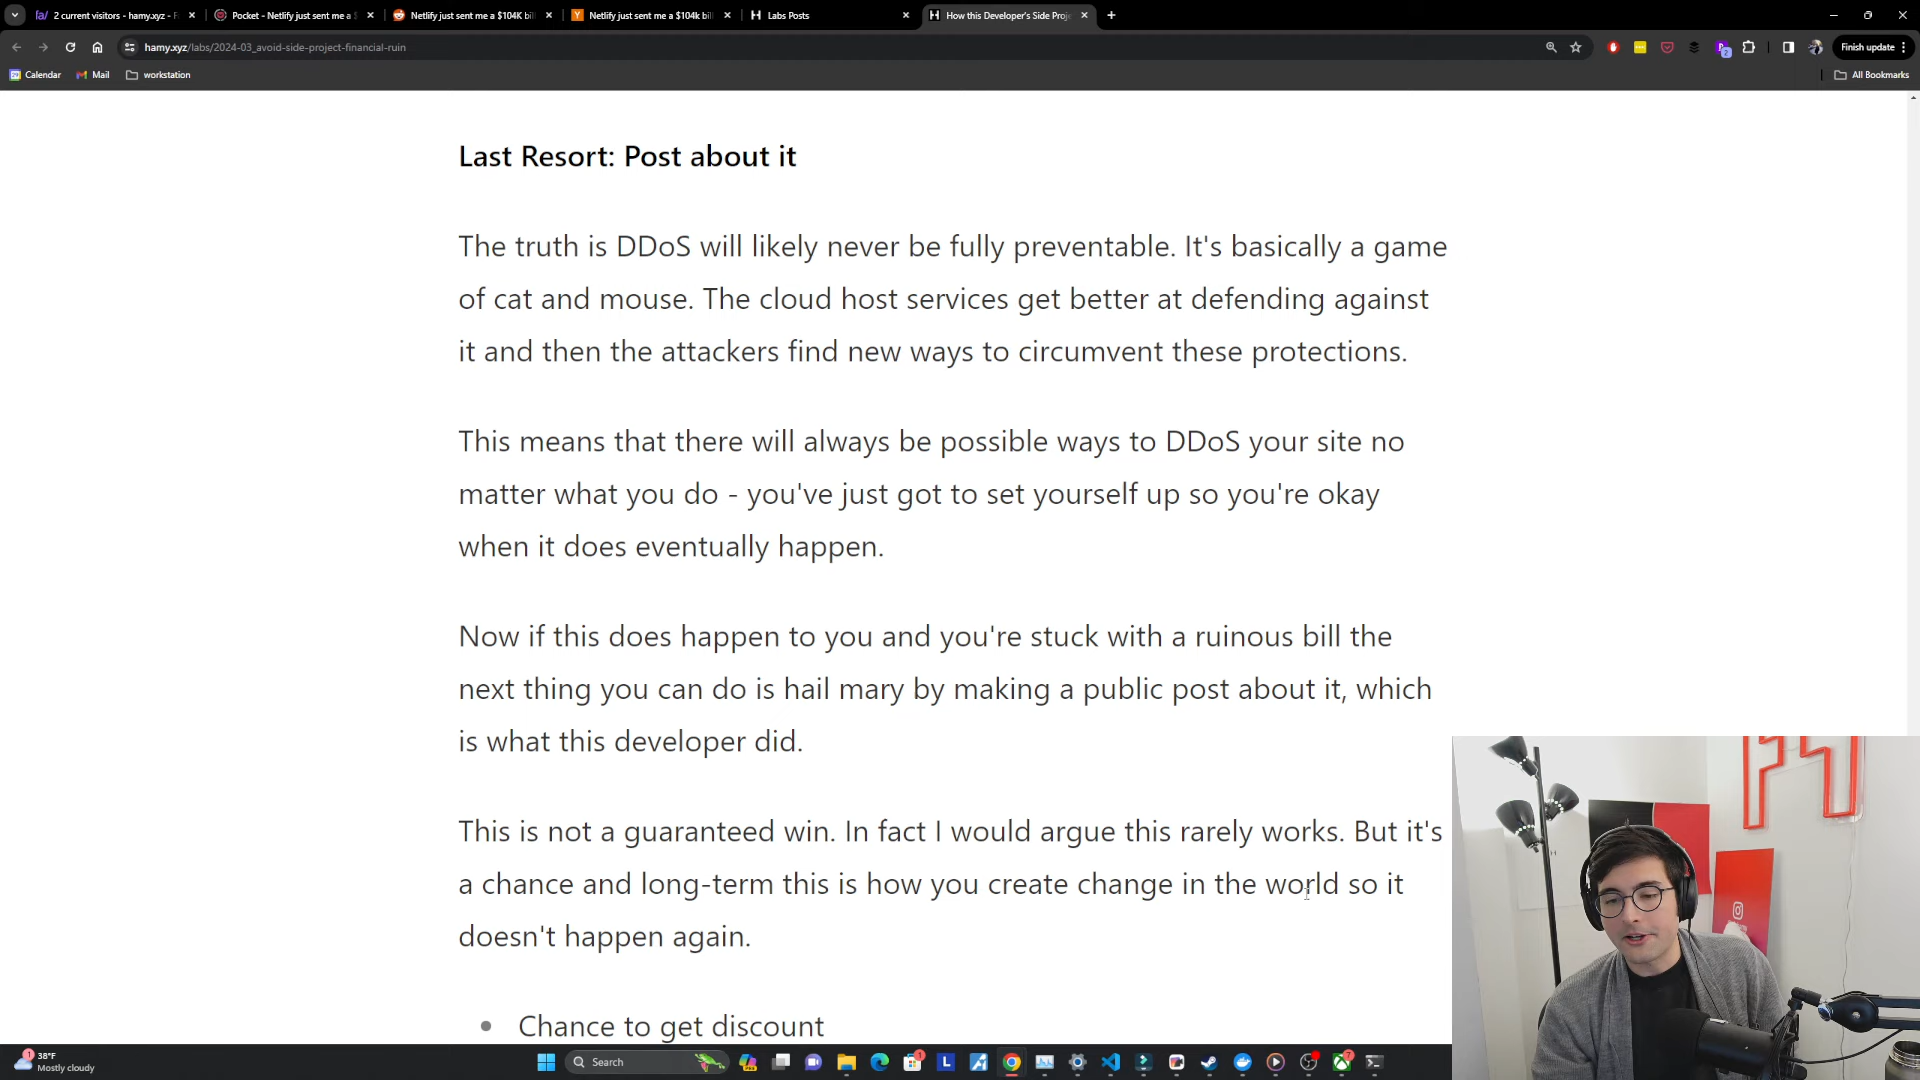 2 current visitors - hamy.xyz - F
Pocket - Netlify just sent me a $
Netlify just sent me a $104K bil
Netlify just sent me a $104k bil
Labs Posts
How this Developer's Side Proj
hamy.xyz/labs/2024-03_avoid-side-project-financial-ruin
Finish update
Calendar
Mail
workstation
All Bookmarks
Last Resort: Post about it
The truth is DDoS will likely never be fully preventable. It's basically a game
of cat and mouse. The cloud host services get better at defending against
it and then the attackers find new ways to circumvent these protections.
This means that there will always be possible ways to DDoS your site no
matter what you do - you've just got to set yourself up so you're okay
when it does eventually happen.
Now if this does happen to you and you're stuck with a ruinous bill the
next thing you can do is hail mary by making a public post about it, which
is what this developer did.
This is not a guaranteed win. In fact I would argue this rarely works. But it's
a chance and long-term this is how you create change in the world so it
doesn't happen again.
Chance to get discount
38°F
Mostly cloudy
Search